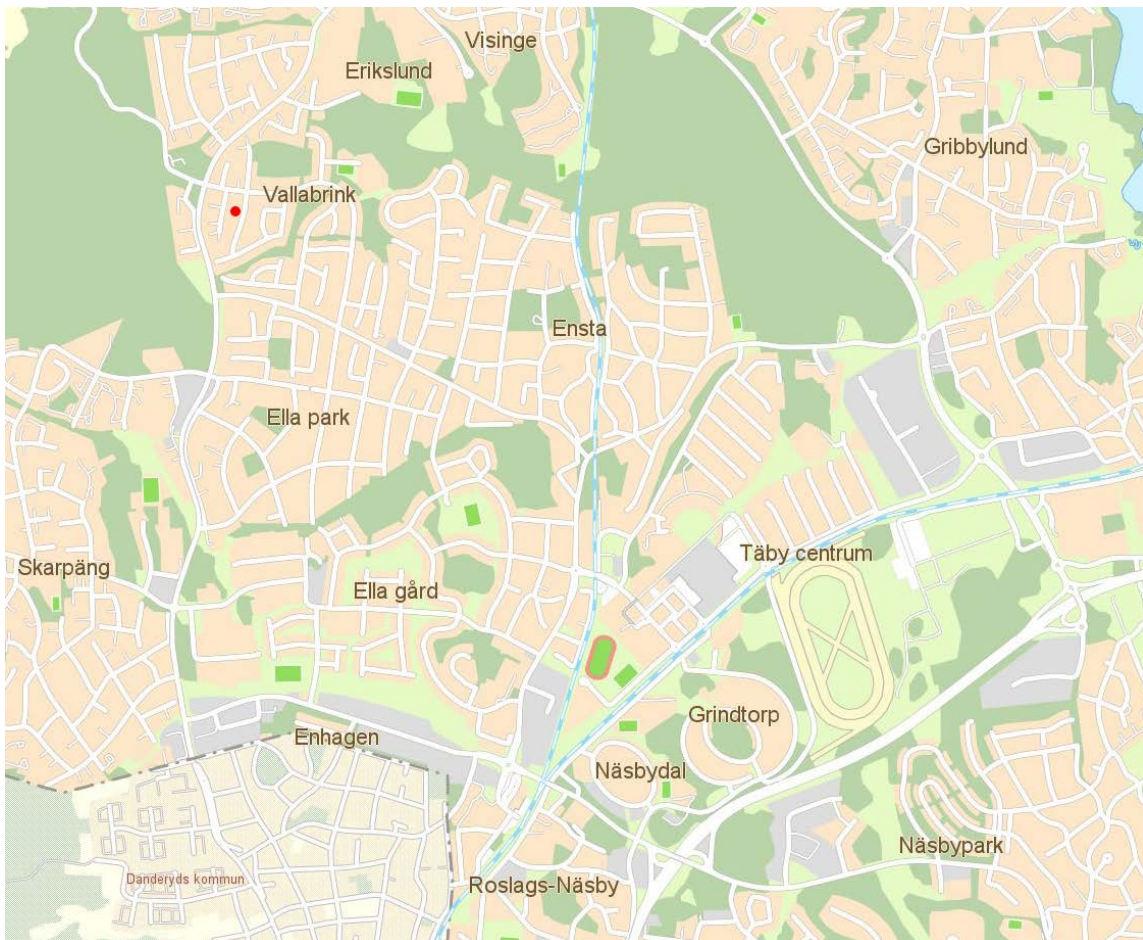 Visinge
Erikslund
Gribbylund
Vallabrink
Ensta
Ella park
Täby centrum
Skarpäng
Ella gård
Grindtorp
Enhagen
Näsbydal
Näsbypark
Danderyds kommun
Roslags-Näsby